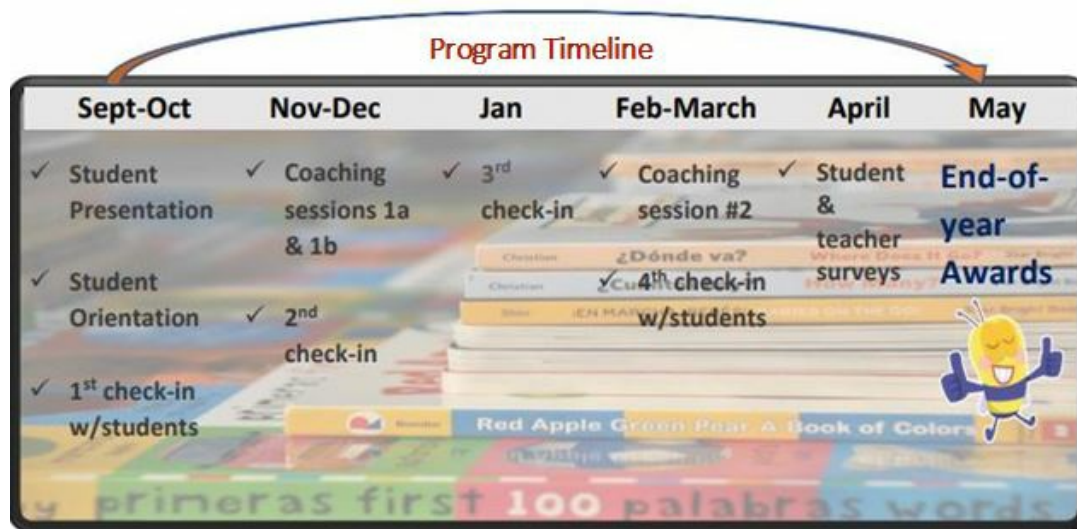 Program Timeline
Sept-Oct Nov-Dec Jan Feb-March April May
✓ Student
Presentation
✓ Student
Orientation
✓ 1st check-in
w/students
✓ Coaching
sessions 1a
& 1b
✓ 2nd
check-in
✓ 3rd
check-in
✓ Coaching
session #2
✓ 4th check-in
w/students
✓ Student
&
teacher
surveys
End-of-
year
Awards
Christian ¿Dónde va? Where Does It Go?
Christian How Many?
Red Apple Green Pear A Book of Colors
primeras first 100 palabras words